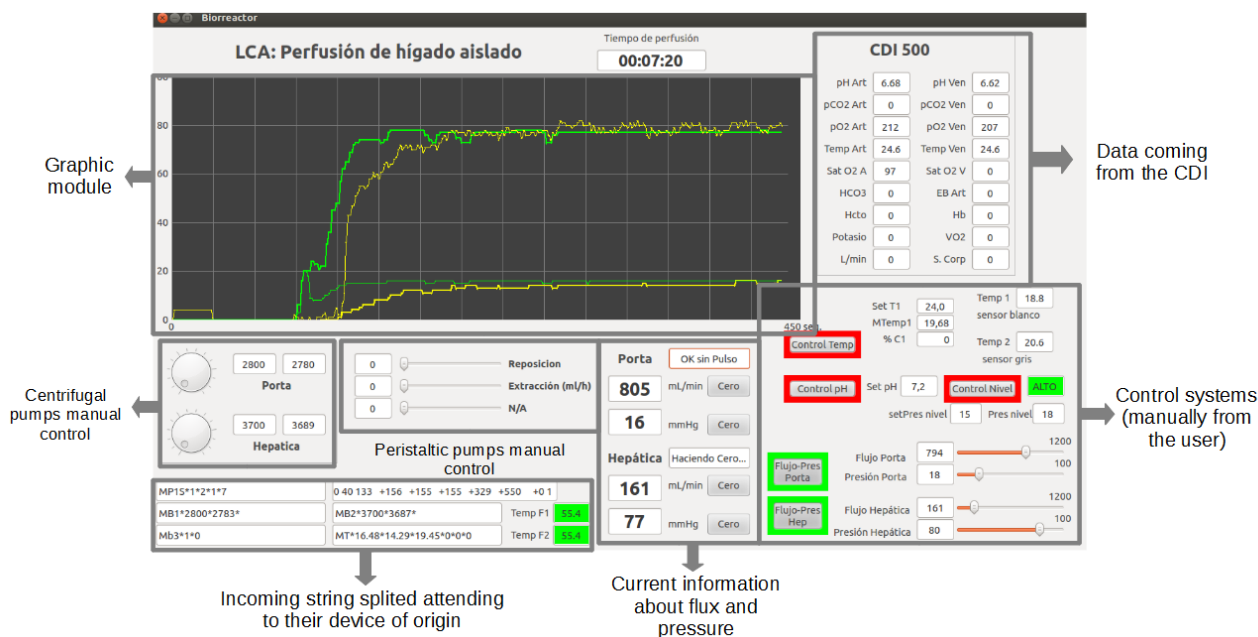 Biorreactor
LCA: Perfusión de hígado aislado
Tiempo de perfusión
00:07:20
80
60
40
20
0
0
450 seg.
Graphic
module
CDI 500
pH Art 6.68 pH Ven 6.62
pCO2 Art 0 pCO2 Ven 0
pO2 Art 212 pO2 Ven 207
Temp Art 24.6 Temp Ven 24.6
Sat O2 A 97 Sat O2 V 0
HCO3 0 EB Art 0
Hcto 0 Hb 0
Potasio 0 VO2 0
L/min 0 S. Corp 0
Data coming
from the CDI
Centrifugal
pumps manual
control
2800 2780
Porta
3700 3689
Hepatica
0 Reposicion
0 Extracción (ml/h)
0 N/A
Peristaltic pumps manual
control
MP15*1*2*1*7 0 40 133 +156 +155 +155 +329 +550 +0 1
MB1*2800*2783* MB2*3700*3687* Temp F1 55.4
Mb3*1*0 MT*16.48*14.29*19.45*0*0*0 Temp F2 55.4
Incoming string splited attending
to their device of origin
Porta OK sin Pulso
805 mL/min Cero
16 mmHg Cero
Hepática Haciendo Cero...
161 mL/min Cero
77 mmHg Cero
Current information
about flux and
pressure
Set T1 24,0 Temp 1 18.8
MTemp1 19,68 sensor blanco
Control Temp % C1 0 Temp 2 20.6
sensor gris
Control pH Set pH 7,2 Control Nivel ALTO
setPres nivel 15 Pres nivel 18
Flujo-Pres
Porta
Flujo Porta 794 1200
Presión Porta 18 100
Flujo-Pres
Hep
Flujo Hepática 161 1200
Presión Hepática 80 100
Control systems
(manually from
the user)